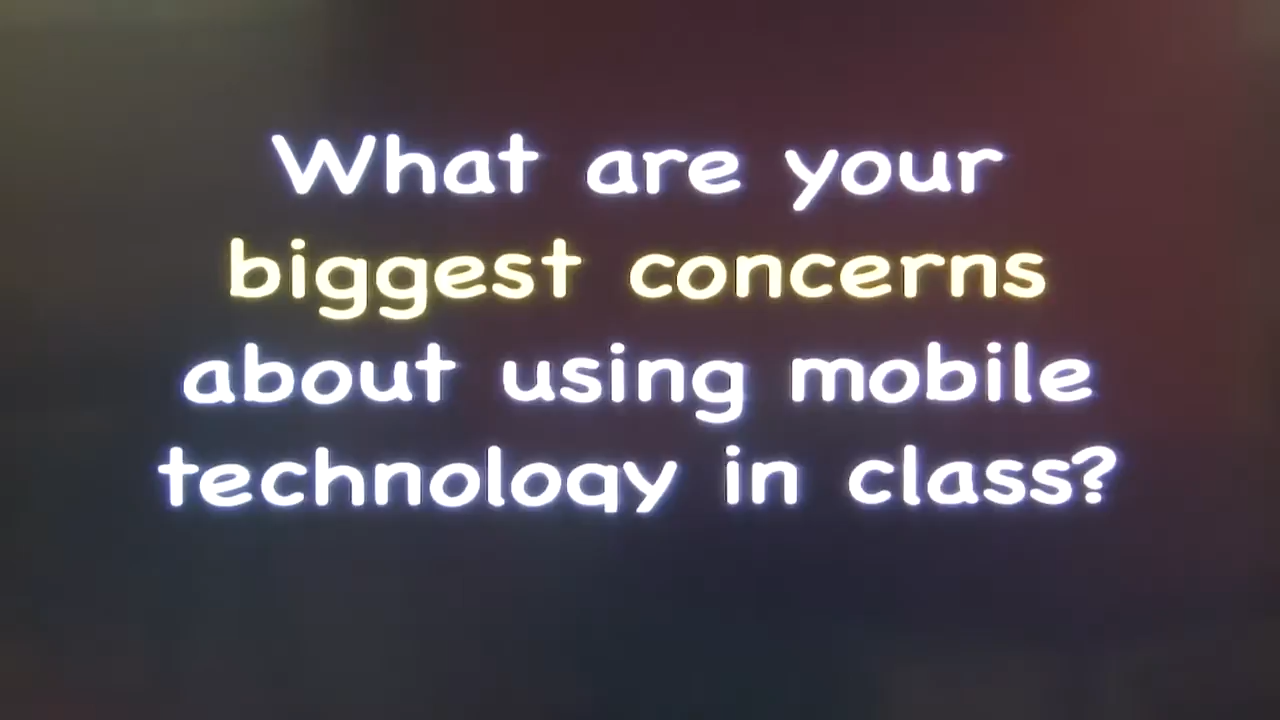 What are your
biggest concerns
about using mobile
technology in class?